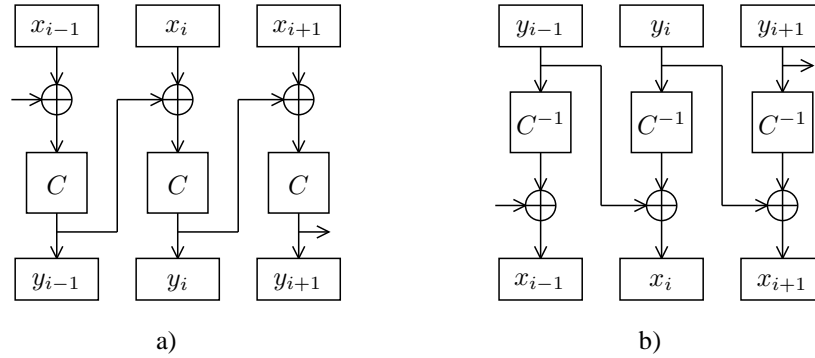 x_{i-1} x_i x_{i+1} y_{i-1} y_i y_{i+1}
C C C C^{-1} C^{-1} C^{-1}
y_{i-1} y_i y_{i+1} x_{i-1} x_i x_{i+1}
a) b)